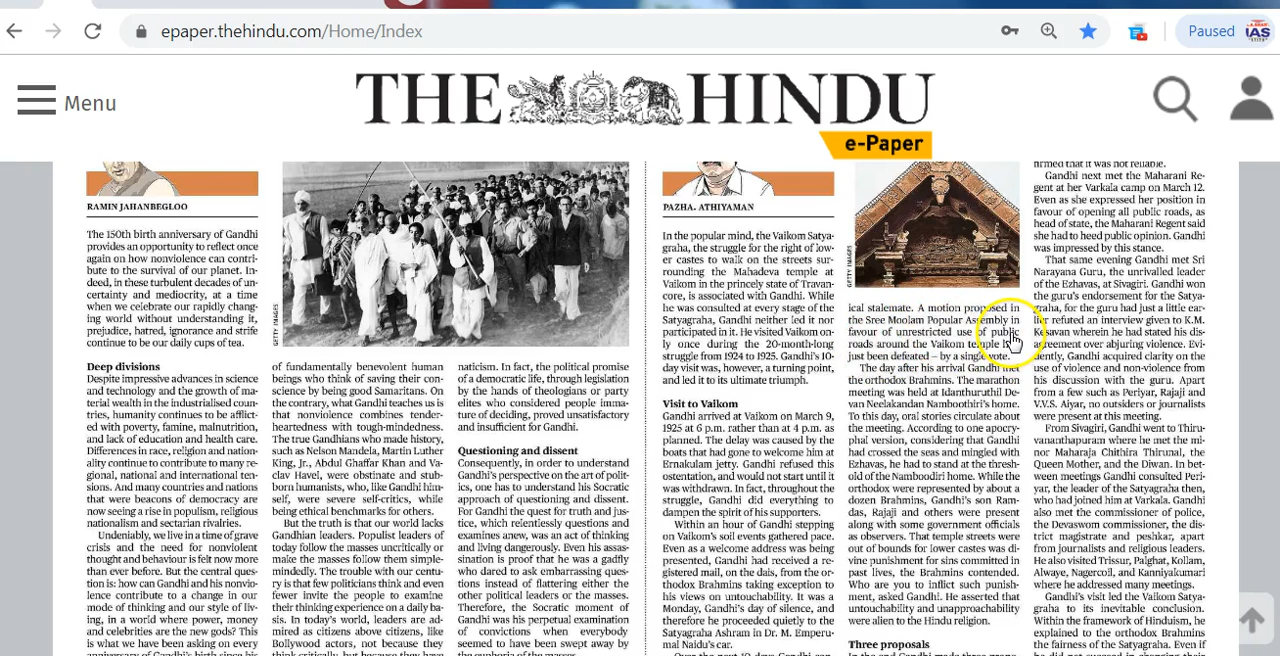 epaper.thehindu.com/Home/Index
Paused
IAS
Menu
THE HINDU
e-Paper
RAMIN JAHANBEGLOO
The 150th birth anniversary of Gandhi
provides an opportunity to reflect once
again on how nonviolence can contri-
bute to the survival of our planet. In-
deed, in these turbulent decades of un-
certainty and mediocrity, at a time
when we celebrate our rapidly chang-
ing world without understanding it,
prejudice, hatred, ignorance and strife
continue to be our daily cups of tea.
Deep divisions
Despite impressive advances in science
and technology and the growth of ma-
terial wealth in the industrialised coun-
tries, humanity continues to be afflict-
ed with poverty, famine, malnutrition,
and lack of education and health care.
Differences in race, religion and nation-
ality continue to contribute to many re-
gional, national and international ten-
sions. And many countries and nations
that were beacons of democracy are
now seeing a rise in populism, religious
nationalism and sectarian rivalries.
Undeniably, we live in a time of grave
crisis and the need for nonviolent
thought and behaviour is felt now more
than ever before. But the central ques-
tion is: how can Gandhi and his nonvio-
lence contribute to a change in our
mode of thinking and our style of liv-
ing, in a world where power, money
and celebrities are the new gods? This
is what we have been asking on every
anniversary of Gandhi's birth since his
GETTY IMAGES
of fundamentally benevolent human
beings who think of saving their con-
science by being good Samaritans. On
the contrary, what Gandhi teaches us is
that nonviolence combines tender-
heartedness with tough-mindedness.
The true Gandhians who made history,
such as Nelson Mandela, Martin Luther
King, Jr., Abdul Ghaffar Khan and Va-
clav Havel, were obstinate and stub-
born humanists, who, like Gandhi him-
self, were severe self-critics, while
being ethical benchmarks for others.
But the truth is that our world lacks
Gandhian leaders. Populist leaders of
today follow the masses uncritically or
make the masses follow them simple-
mindedly. The trouble with our centu-
ry is that few politicians think and even
fewer invite the people to examine
their thinking experience on a daily ba-
sis. In today's world, leaders are ad-
mired as citizens above citizens, like
Bollywood actors, not because they
think critically, but because they have
naticism. In fact, the political promise
of a democratic life, through legislation
by the hands of theologians or party
elites who considered people imma-
ture of deciding, proved unsatisfactory
and insufficient for Gandhi.
Questioning and dissent
Consequently, in order to understand
Gandhi's perspective on the art of polit-
ics, one has to understand his Socratic
approach of questioning and dissent.
For Gandhi the quest for truth and jus-
tice, which relentlessly questions and
examines anew, was an act of thinking
and living dangerously. Even his assas-
sination is proof that he was a gadfly
who dared to ask embarrassing ques-
tions instead of flattering either the
other political leaders or the masses.
Therefore, the Socratic moment of
Gandhi was his perpetual examination
of convictions when everybody
seemed to have been swept away by
the euphoria of the masses.
PAZHA. ATHIYAMAN
In the popular mind, the Vaikom Satya-
graha, the struggle for the right of low-
er castes to walk on the streets sur-
rounding the Mahadeva temple at
Vaikom in the princely state of Travan-
core, is associated with Gandhi. While
he was consulted at every stage of the
Satyagraha, Gandhi neither led it nor
participated in it. He visited Vaikom on-
ly once during the 20-month-long
struggle from 1924 to 1925. Gandhi's 10-
day visit was, however, a turning point,
and led to its ultimate triumph.
Visit to Vaikom
Gandhi arrived at Vaikom on March 9,
1925 at 6 p.m. rather than at 4 p.m. as
planned. The delay was caused by the
boats that had gone to welcome him at
Ernakulam jetty. Gandhi refused this
ostentation, and would not start until it
was withdrawn. In fact, throughout the
struggle, Gandhi did everything to
dampen the spirit of his supporters.
Within an hour of Gandhi stepping
on Vaikom's soil events gathered pace.
Even as a welcome address was being
presented, Gandhi had received a re-
gistered mail, on the dais, from the or-
thodox Brahmins taking exception to
his views on untouchability. It was a
Monday, Gandhi's day of silence, and
therefore he proceeded quietly to the
Satyagraha Ashram in Dr. M. Emperu-
mal Naidu's car.
Over the next 10 days Gandhi
GETTY IMAGES
ical stalemate. A motion proposed in
the Sree Moolam Popular Assembly in
favour of unrestricted use of public
roads around the Vaikom temple
just been defeated – by a single vote.
The day after his arrival Gandhi met
the orthodox Brahmins. The marathon
meeting was held at Idanthuruthil De-
van Neelakandan Namboothiri's home.
To this day, oral stories circulate about
the meeting. According to one apocry-
phal version, considering that Gandhi
had crossed the seas and mingled with
Ezhavas, he had to stand at the thresh-
old of the Namboodiri home. While the
orthodox were represented by about a
dozen Brahmins, Gandhi's son Ram-
das, Rajaji and others were present
along with some government officials
as observers. That temple streets were
out of bounds for lower castes was di-
vine punishment for sins committed in
past lives, the Brahmins contended.
Who are you to inflict such punish-
ment, asked Gandhi. He asserted that
untouchability and unapproachability
were alien to the Hindu religion.
Three proposals
In the end Gandhi made three propo-
firmed that it was not reliable.
Gandhi next met the Maharani Re-
gent at her Varkala camp on March 12.
Even as she expressed her position in
favour of opening all public roads, as
head of state, the Maharani Regent said
she had to heed public opinion. Gandhi
was impressed by this stance.
That same evening Gandhi met Sri
Narayana Guru, the unrivalled leader
of the Ezhavas, at Sivagiri. Gandhi won
the guru's endorsement for the Satya-
graha, for the guru had just a little ear-
lier refuted an interview given to K.M.
Kesavan wherein he had stated his dis-
agreement over abjuring violence. Evi-
dently, Gandhi acquired clarity on the
use of violence and non-violence from
his discussion with the guru. Apart
from a few such as Periyar, Rajaji and
V.V.S. Aiyar, no outsiders or journalists
were present at this meeting.
From Sivagiri, Gandhi went to Thiru-
vananthapuram where he met the mi-
nor Maharaja Chithira Thirunal, the
Queen Mother, and the Diwan. In bet-
ween meetings Gandhi consulted Peri-
yar, the leader of the Satyagraha then,
who had joined him at Varkala. Gandhi
also met the commissioner of police,
the Devaswom commissioner, the dis-
trict magistrate and peshkar, apart
from journalists and religious leaders.
He also visited Trissur, Palghat, Kollam,
Alwaye, Nagercoil, and Kanniyakumari
where he addressed many meetings.
Gandhi's visit led the Vaikom Satya-
graha to its inevitable conclusion.
Within the framework of Hinduism, he
explained to the orthodox Brahmins
the fairness of the Satyagraha. Even if
he did not succeed in changing their